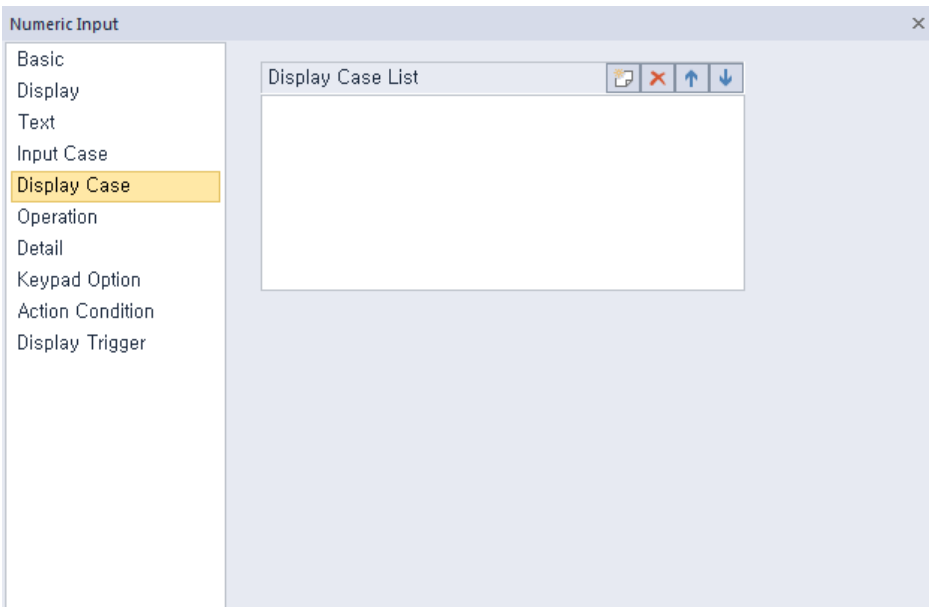 Numeric Input
Basic
Display
Text
Input Case
Display Case
Operation
Detail
Keypad Option
Action Condition
Display Trigger
Display Case List